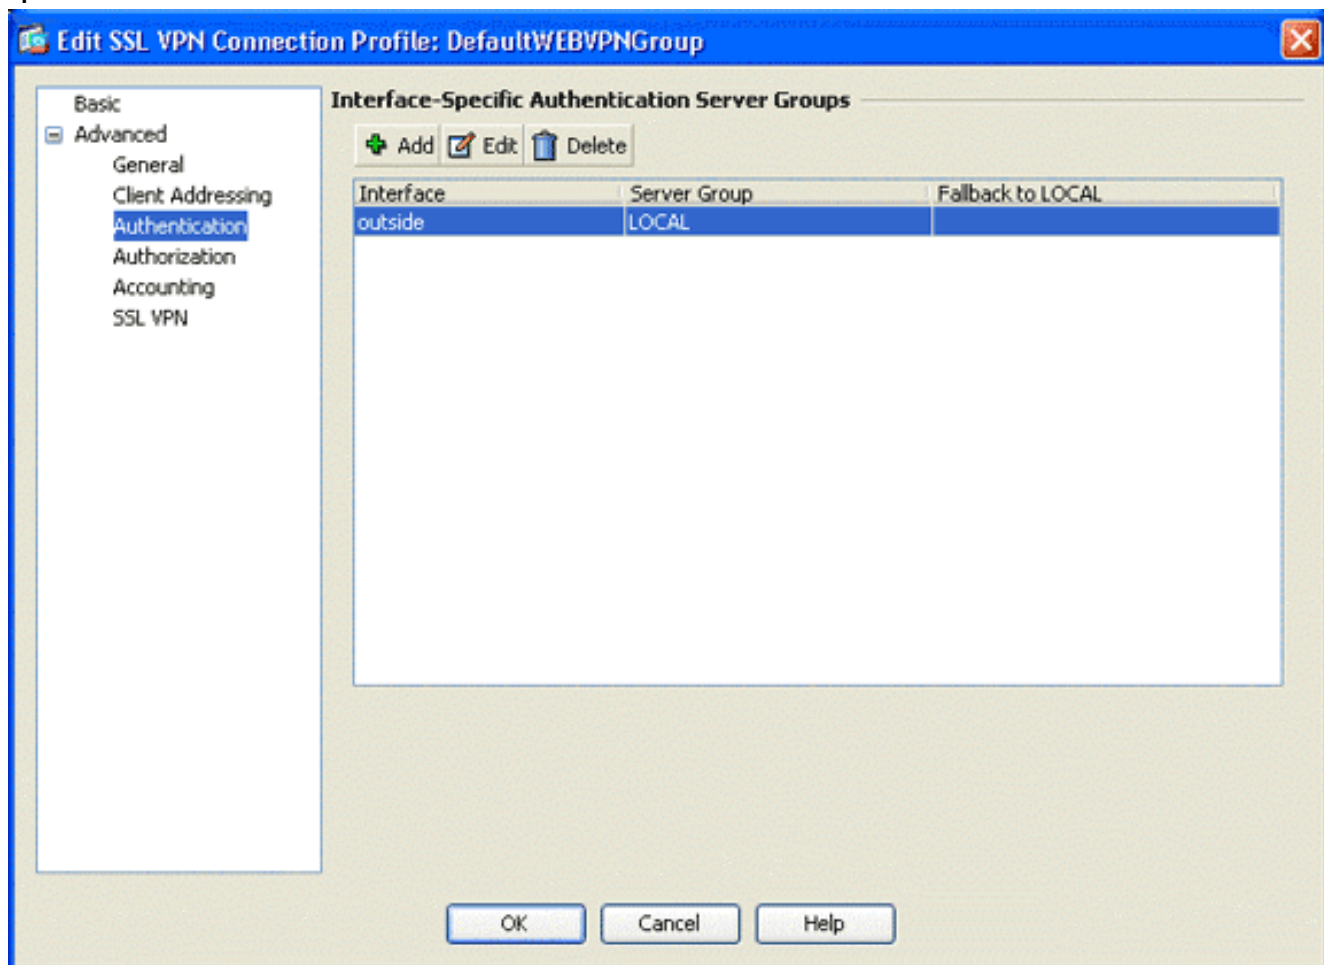 Edit SSL VPN Connection Profile: DefaultWEBVPNGroup
Basic
Advanced
General
Client Addressing
Authentication
Authorization
Accounting
SSL VPN
Interface-Specific Authentication Server Groups
Add Edit Delete
Interface Server Group Fallback to LOCAL
outside LOCAL
OK Cancel Help